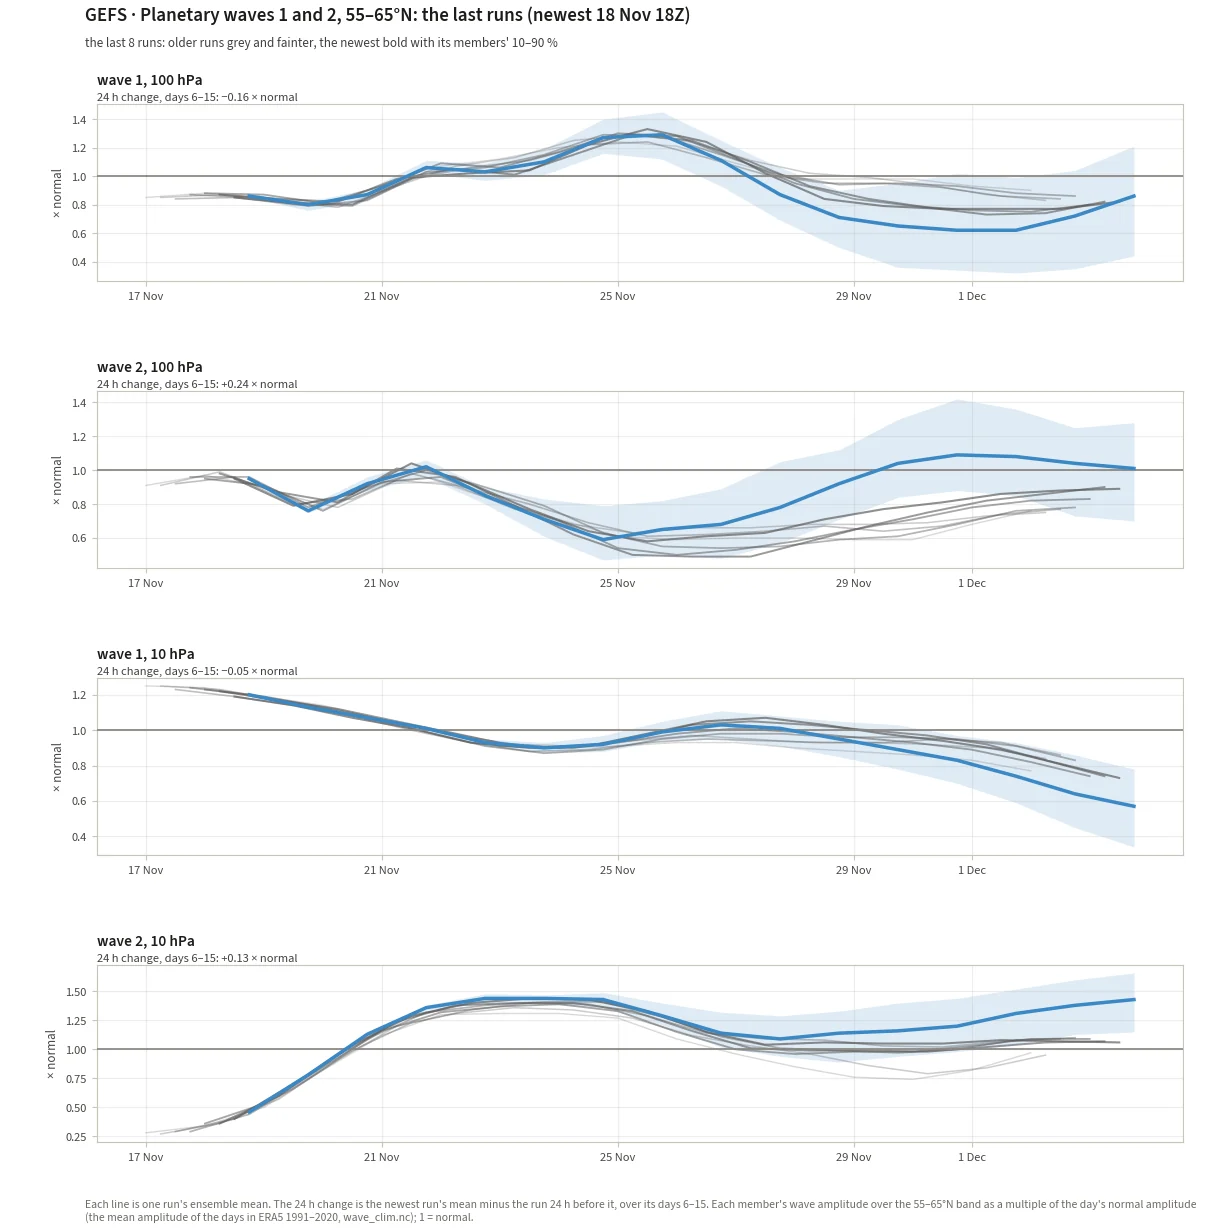 GEFS · Planetary waves 1 and 2, 55–65°N: the last runs (newest 18 Nov 18Z)
the last 8 runs: older runs grey and fainter, the newest bold with its members' 10–90 %
wave 1, 100 hPa
24 h change, days 6–15: −0.16 × normal
1.4
1.2
1.0
0.8
0.6
0.4
× normal
17 Nov
21 Nov
25 Nov
29 Nov
1 Dec
wave 2, 100 hPa
24 h change, days 6–15: +0.24 × normal
1.4
1.2
1.0
0.8
0.6
× normal
17 Nov
21 Nov
25 Nov
29 Nov
1 Dec
wave 1, 10 hPa
24 h change, days 6–15: −0.05 × normal
1.2
1.0
0.8
0.6
0.4
× normal
17 Nov
21 Nov
25 Nov
29 Nov
1 Dec
wave 2, 10 hPa
24 h change, days 6–15: +0.13 × normal
1.50
1.25
1.00
0.75
0.50
0.25
× normal
17 Nov
21 Nov
25 Nov
29 Nov
1 Dec
Each line is one run's ensemble mean. The 24 h change is the newest run's mean minus the run 24 h before it, over its days 6–15. Each member's wave amplitude over the 55–65°N band as a multiple of the day's normal amplitude
(the mean amplitude of the days in ERA5 1991–2020, wave_clim.nc); 1 = normal.